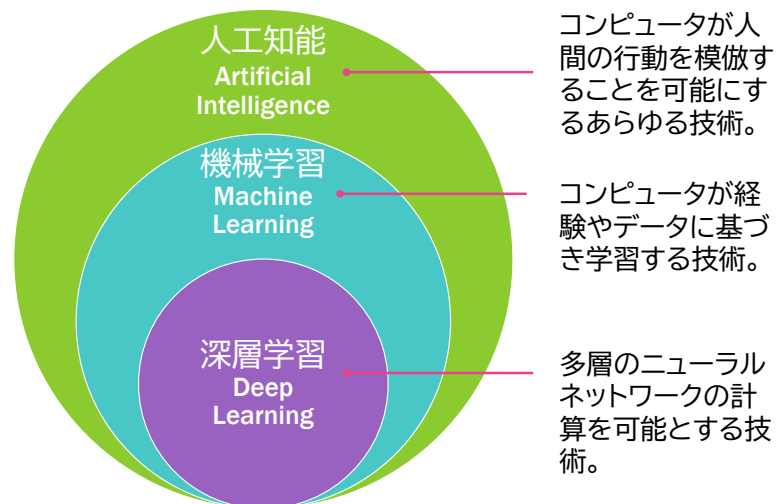 人工知能
Artificial
Intelligence
コンピュータが人
間の行動を模倣す
ることを可能にす
るあらゆる技術。
機械学習
Machine
Learning
コンピュータが経
験やデータに基づ
き学習する技術。
深層学習
Deep
Learning
多層のニューラル
ネットワークの計
算を可能とする技
術。